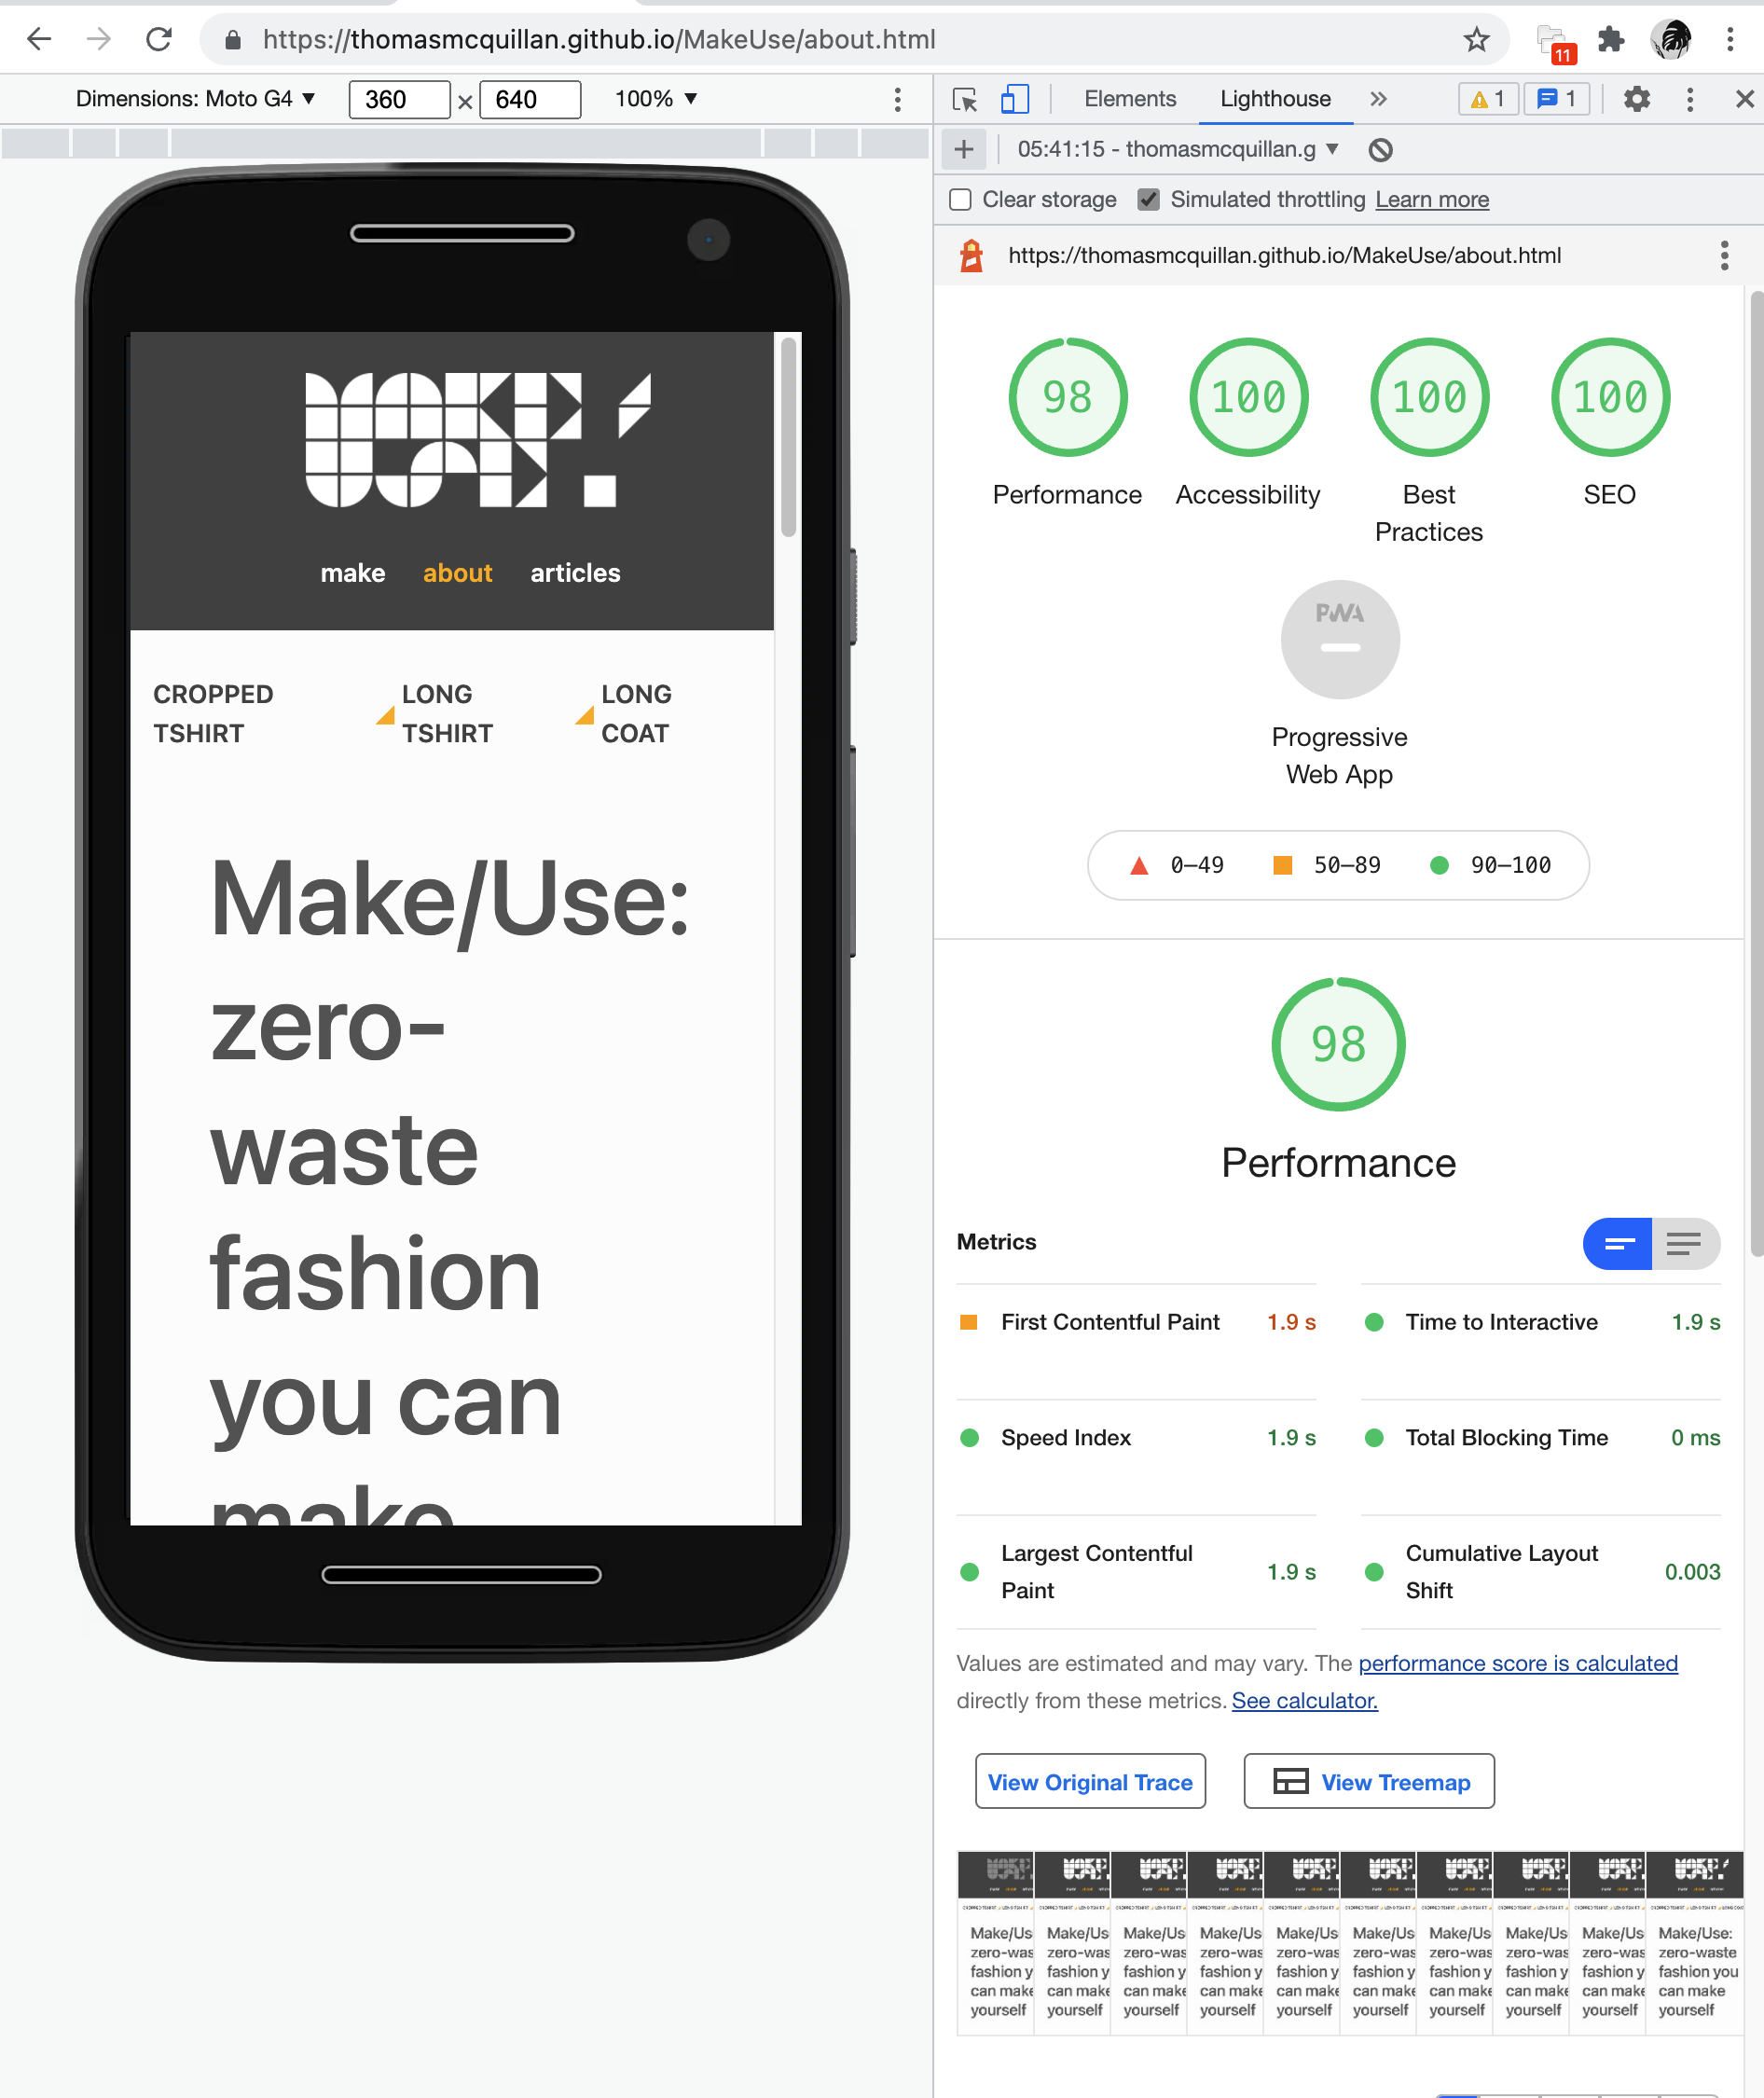 https://thomasmcquillan.github.io/MakeUse/about.html
11
Dimensions: Moto G4 ▼ 360 × 640 100% ▼
Elements Lighthouse » 1 1
05:41:15 - thomasmcquillan.g ▼
Clear storage Simulated throttling Learn more
https://thomasmcquillan.github.io/MakeUse/about.html
MAKE/
USE.
make about articles
CROPPED TSHIRT
LONG TSHIRT
LONG COAT
Make/Use:
zero-
waste
fashion
you can
make
98 100 100 100
Performance Accessibility Best Practices SEO
PWA
Progressive
Web App
0–49 50–89 90–100
98
Performance
Metrics
First Contentful Paint 1.9 s
Time to Interactive 1.9 s
Speed Index 1.9 s
Total Blocking Time 0 ms
Largest Contentful Paint 1.9 s
Cumulative Layout Shift 0.003
Values are estimated and may vary. The performance score is calculated
directly from these metrics. See calculator.
View Original Trace View Treemap
Make/Us Make/Us Make/Us Make/Us Make/Us Make/Us Make/Us Make/Us Make/Us Make/Use:
zero-was zero-was zero-was zero-was zero-was zero-was zero-was zero-was zero-was zero-waste
fashion y fashion y fashion y fashion y fashion y fashion y fashion y fashion y fashion y fashion you
can make can make can make can make can make can make can make can make can make can make
yourself yourself yourself yourself yourself yourself yourself yourself yourself yourself